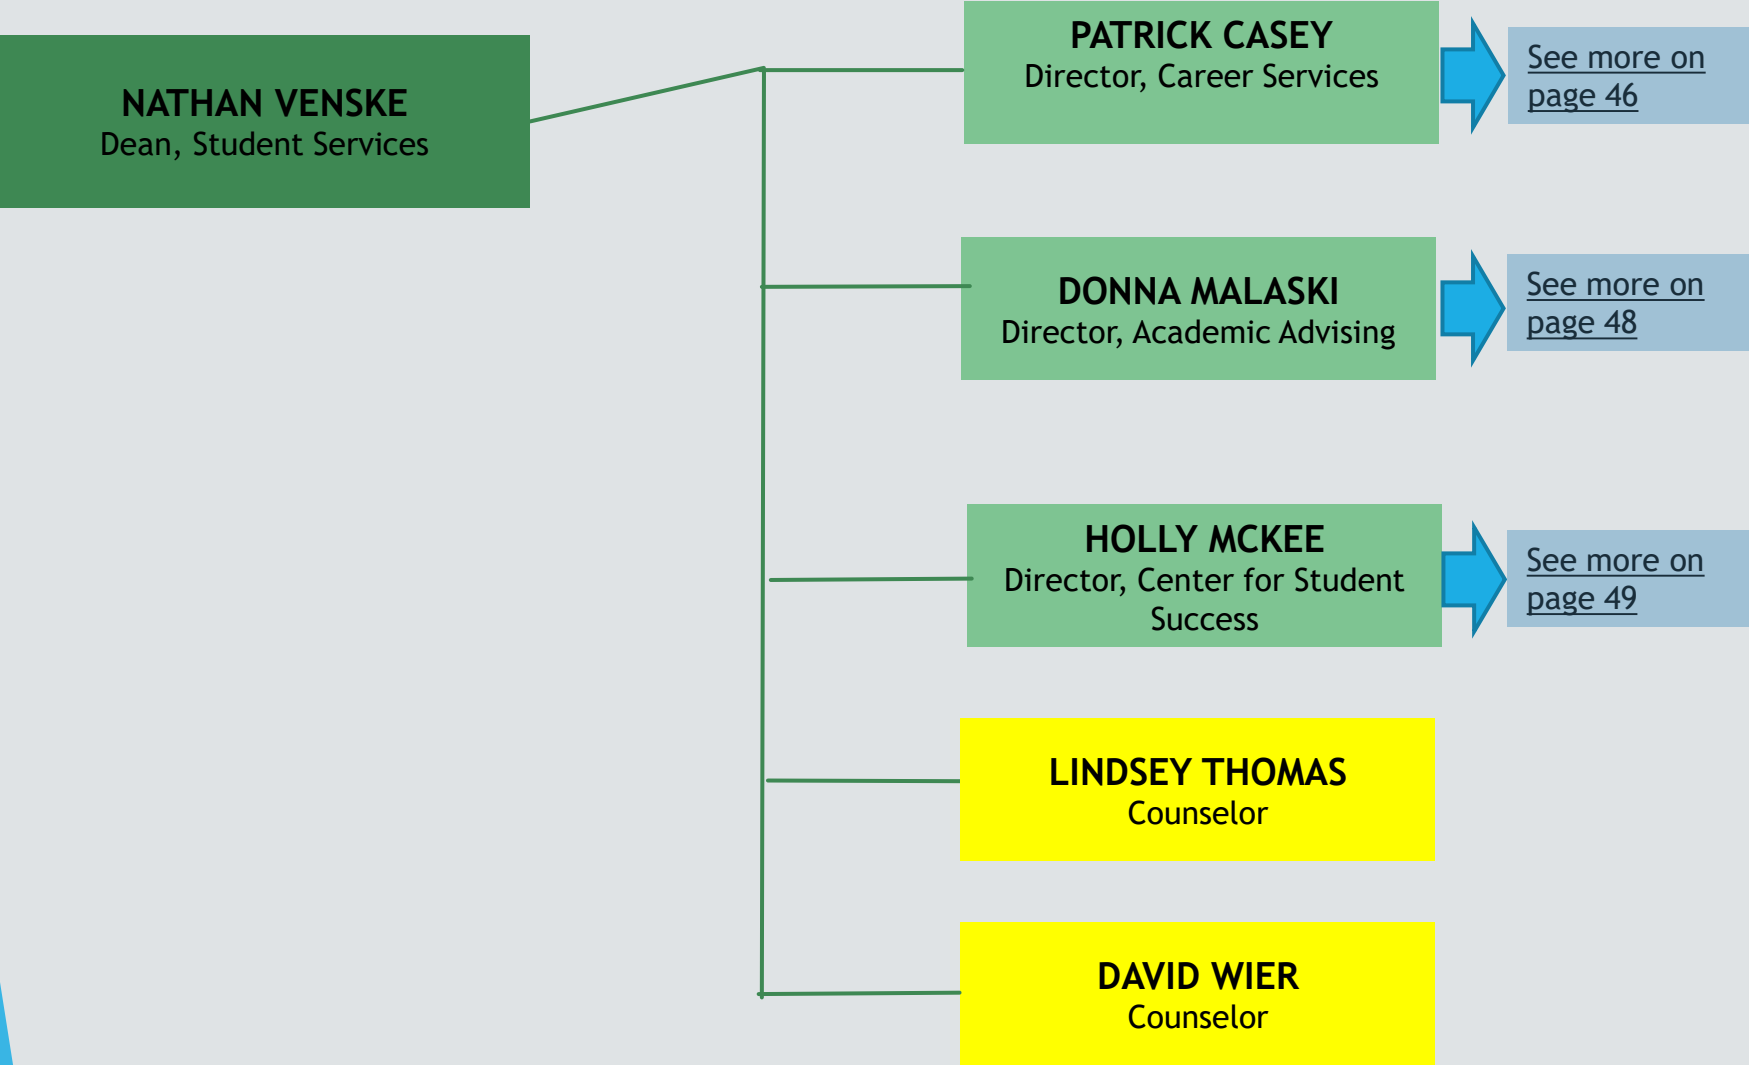 NATHAN VENSKE
Dean, Student Services
PATRICK CASEY
Director, Career Services
See more on
page 46
DONNA MALASKI
Director, Academic Advising
See more on
page 48
HOLLY MCKEE
Director, Center for Student
Success
See more on
page 49
LINDSEY THOMAS
Counselor
DAVID WIER
Counselor